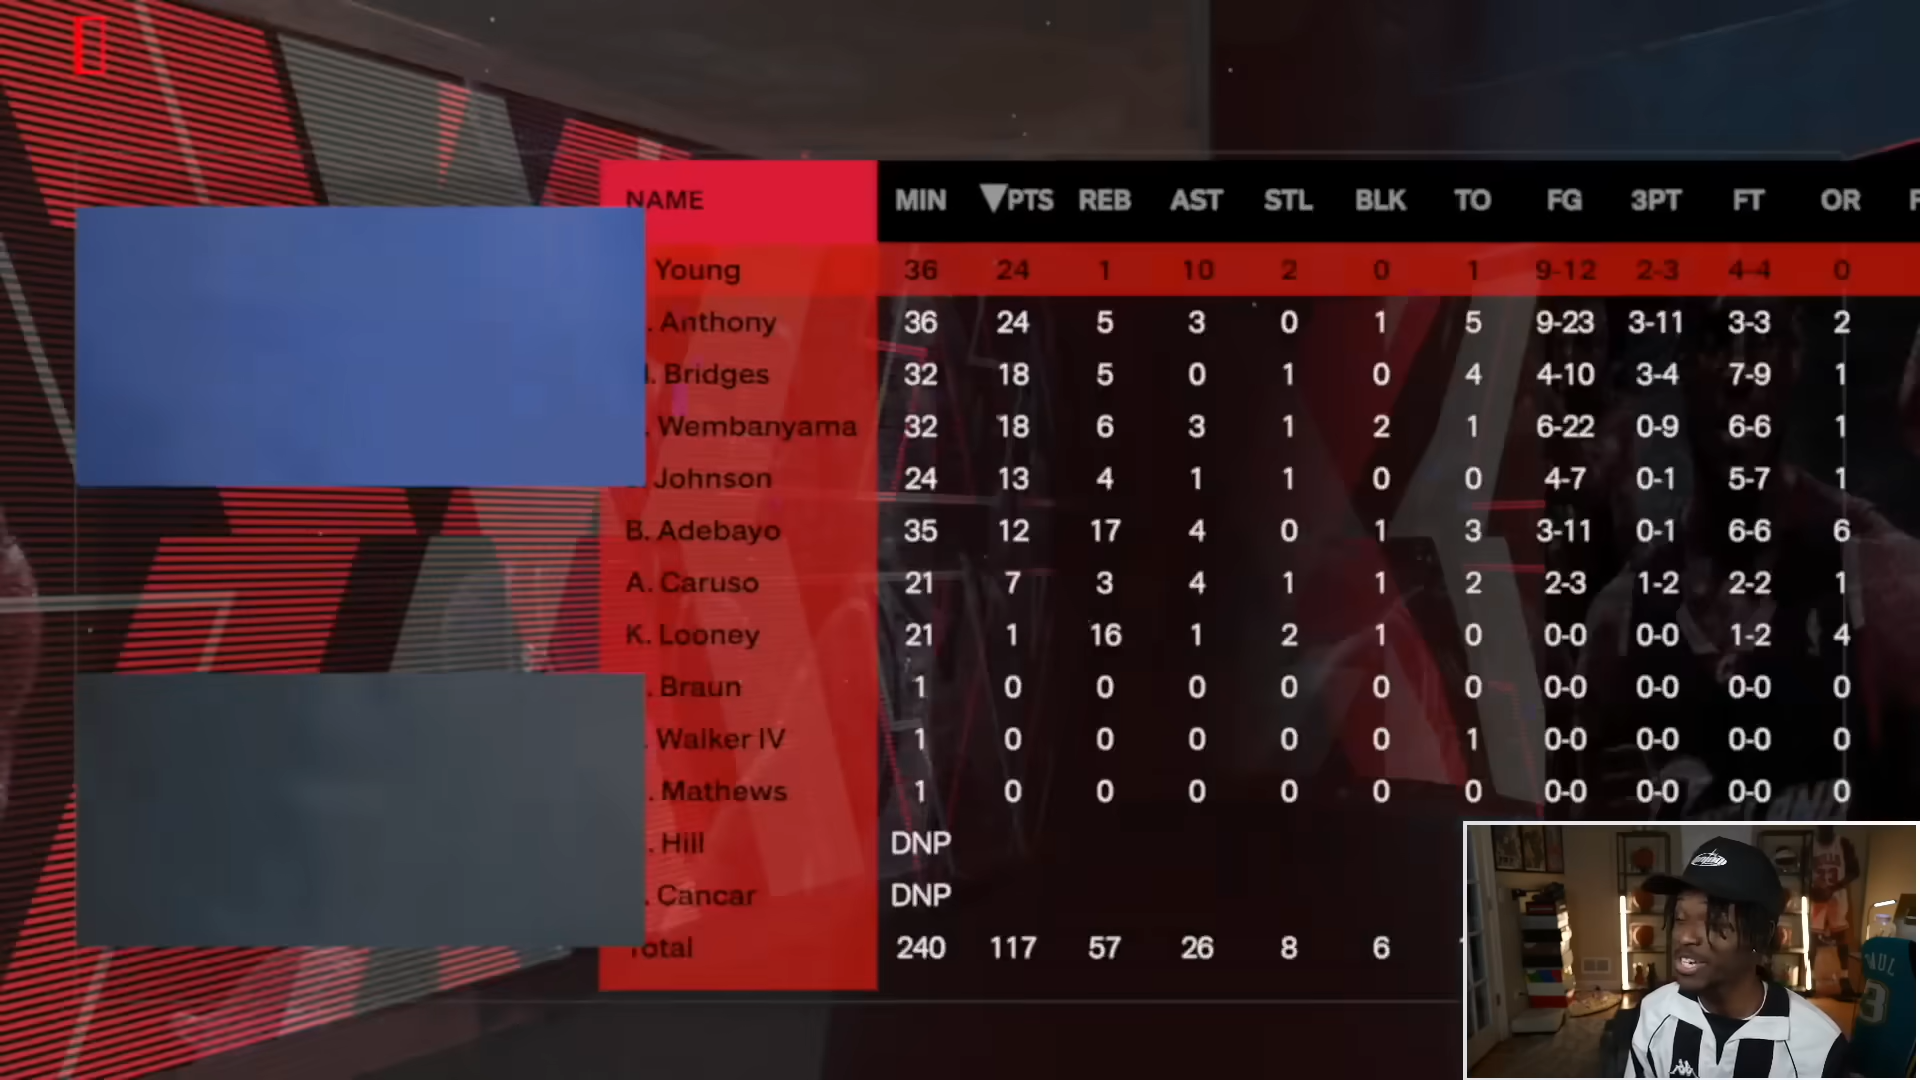 NAME MIN ▼PTS REB AST STL BLK TO FG 3PT FT OR
Young 36 24 1 10 2 0 1 9-12 2-3 4-4 0
. Anthony 36 24 5 3 0 1 5 9-23 3-11 3-3 2
. Bridges 32 18 5 0 1 0 4 4-10 3-4 7-9 1
. Wembanyama 32 18 6 3 1 2 1 6-22 0-9 6-6 1
Johnson 24 13 4 1 1 0 0 4-7 0-1 5-7 1
B. Adebayo 35 12 17 4 0 1 3 3-11 0-1 6-6 6
A. Caruso 21 7 3 4 1 1 2 2-3 1-2 2-2 1
K. Looney 21 1 16 1 2 1 0 0-0 0-0 1-2 4
. Braun 1 0 0 0 0 0 0 0-0 0-0 0-0 0
. Walker IV 1 0 0 0 0 0 1 0-0 0-0 0-0 0
. Mathews 1 0 0 0 0 0 0 0-0 0-0 0-0 0
. Hill DNP
. Cancar DNP
Total 240 117 57 26 8 6
AUL
3